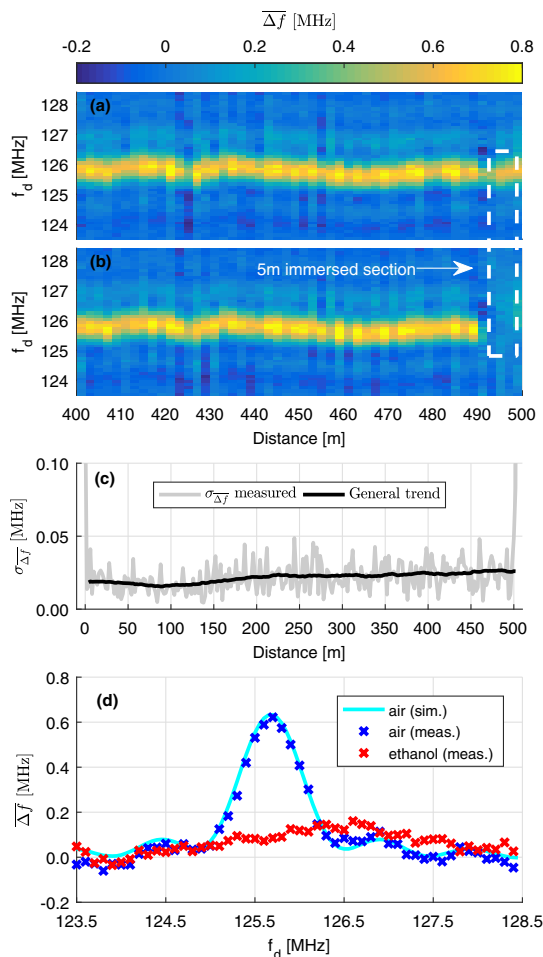 Δf [MHz]
-0.2 0 0.2 0.4 0.6 0.8
(a)
128
127
126
125
124
f_d [MHz]
(b)
5m immersed section
128
127
126
125
124
f_d [MHz]
400 410 420 430 440 450 460 470 480 490 500
Distance [m]
(c)
σ_Δf measured General trend
0.10
0.05
0.00
σ_Δf [MHz]
0 50 100 150 200 250 300 350 400 450 500
Distance [m]
(d)
air (sim.)
air (meas.)
ethanol (meas.)
0.8
0.6
0.4
0.2
0.0
-0.2
Δf [MHz]
123.5 124.5 125.5 126.5 127.5 128.5
f_d [MHz]